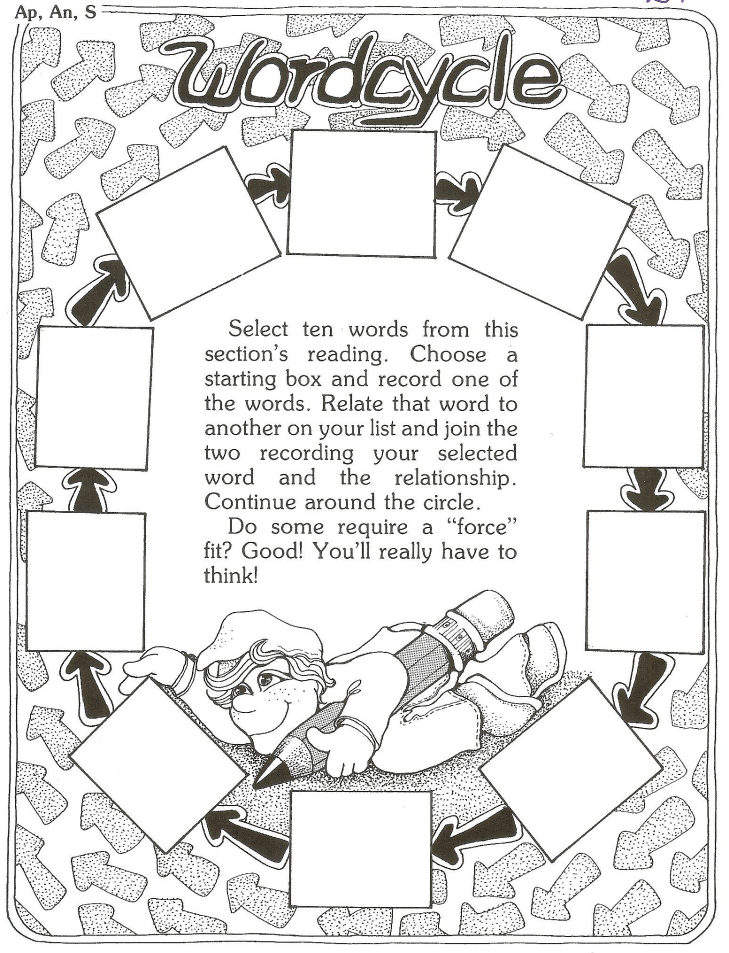 Ap, An, S
Wordcycle
Select ten words from this
section's reading. Choose a
starting box and record one of
the words. Relate that word to
another on your list and join the
two recording your selected
word and the relationship.
Continue around the circle.
Do some require a "force"
fit? Good! You'll really have to
think!